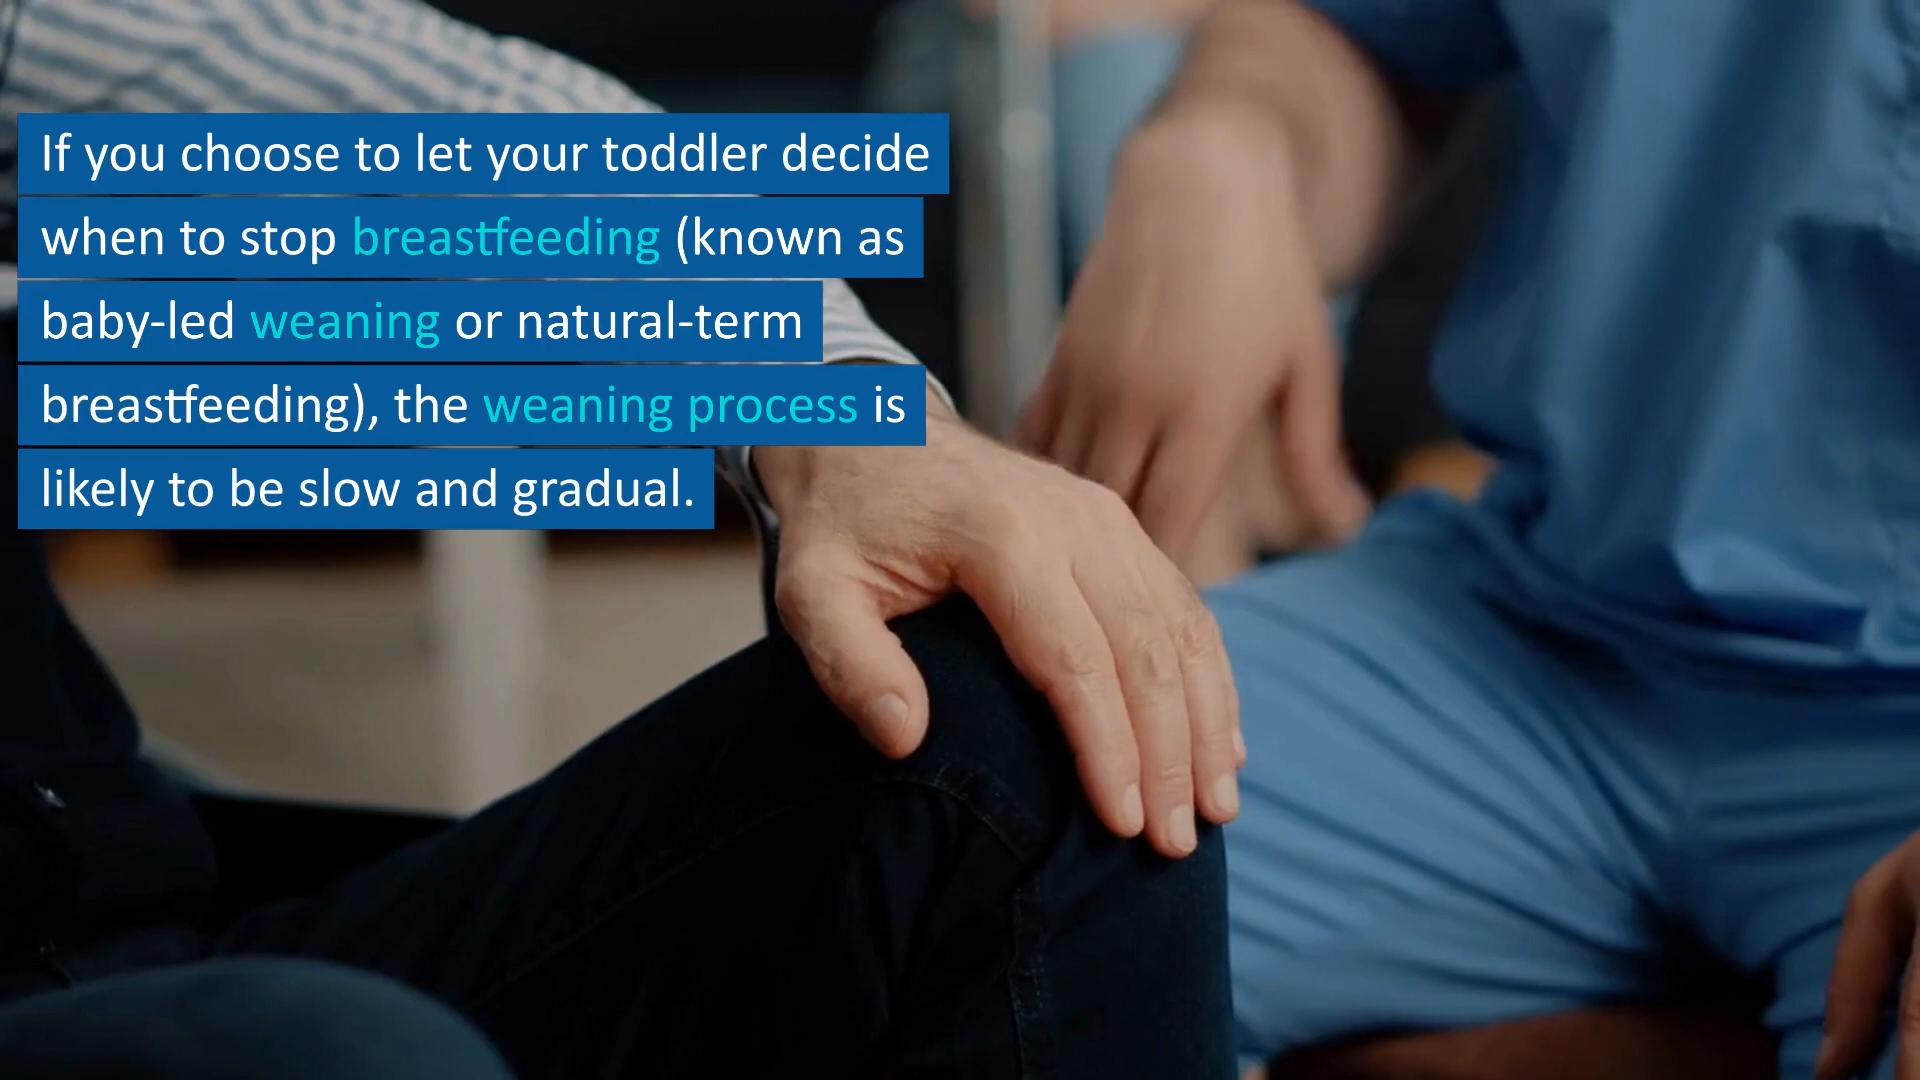 If you choose to let your toddler decide
when to stop breastfeeding (known as
baby-led weaning or natural-term
breastfeeding), the weaning process is
likely to be slow and gradual.